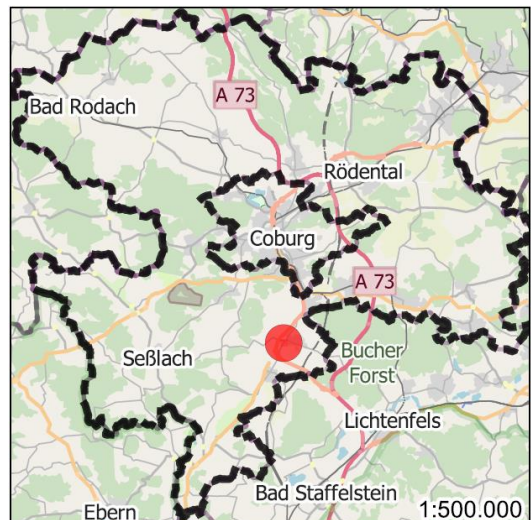 A 73
Bad Rodach
Rödental
Coburg
A 73
Seßlach
Bucher
Forst
Lichtenfels
Bad Staffelstein
Ebern
1:500.000